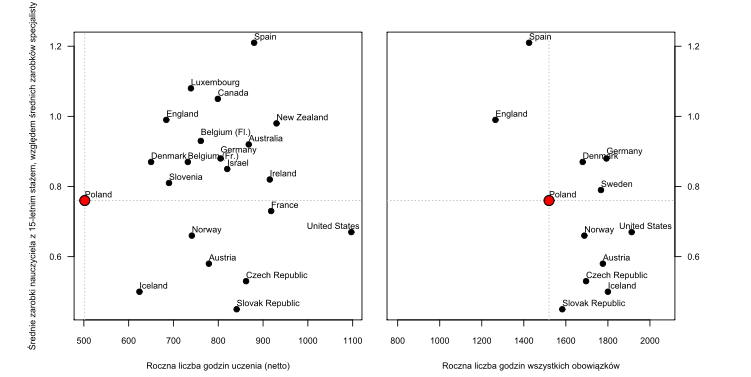 Średnie zarobki nauczyciela z 15-letnim stażem, względem średnich zarobków specjalisty
1.2
1.0
0.8
0.6
Spain
Luxembourg
Canada
England
New Zealand
Belgium (Fl.)
Australia
Germany
Denmark
Belgium (Fr.)
Israel
Slovenia
Ireland
Poland
France
United States
Norway
Austria
Czech Republic
Iceland
Slovak Republic
500 600 700 800 900 1000 1100
Roczna liczba godzin uczenia (netto)
Spain
England
Germany
Denmark
Sweden
Poland
Norway
United States
Austria
Czech Republic
Iceland
Slovak Republic
1.2
1.0
0.8
0.6
800 1000 1200 1400 1600 1800 2000
Roczna liczba godzin wszystkich obowiązków